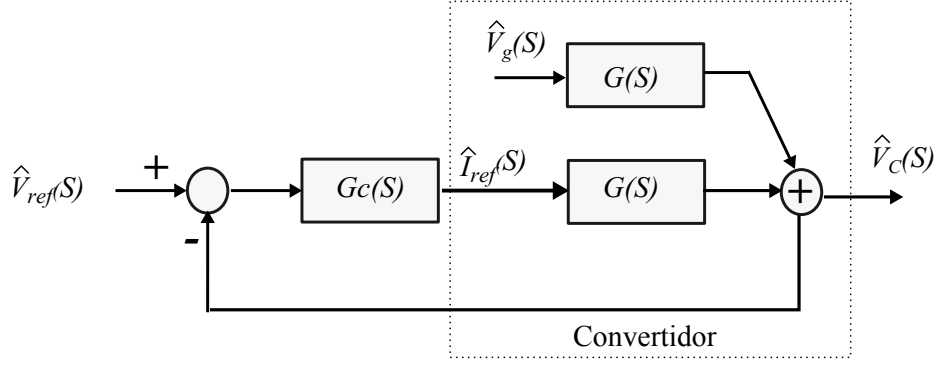 V̂g(S)
G(S)
+
V̂ref(S)
Gc(S)
Îref(S)
G(S)
+
V̂C(S)
-
Convertidor